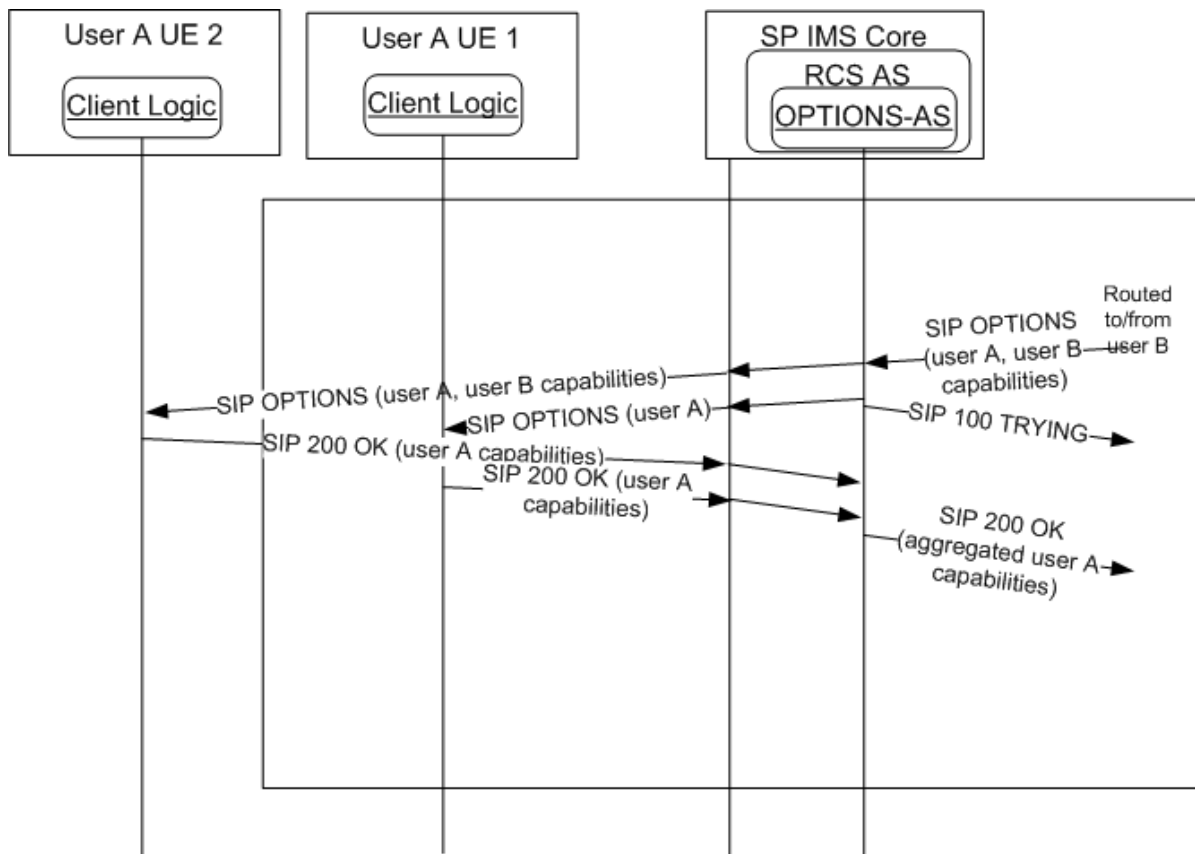 User A UE 2
Client Logic
User A UE 1
Client Logic
SP IMS Core
RCS AS
OPTIONS-AS
Routed
to/from
user B
SIP OPTIONS
(user A, user B
capabilities)
SIP OPTIONS (user A, user B capabilities)
SIP OPTIONS (user A)
SIP 100 TRYING
SIP 200 OK (user A capabilities)
SIP 200 OK (user A
capabilities)
SIP 200 OK
(aggregated user A
capabilities)